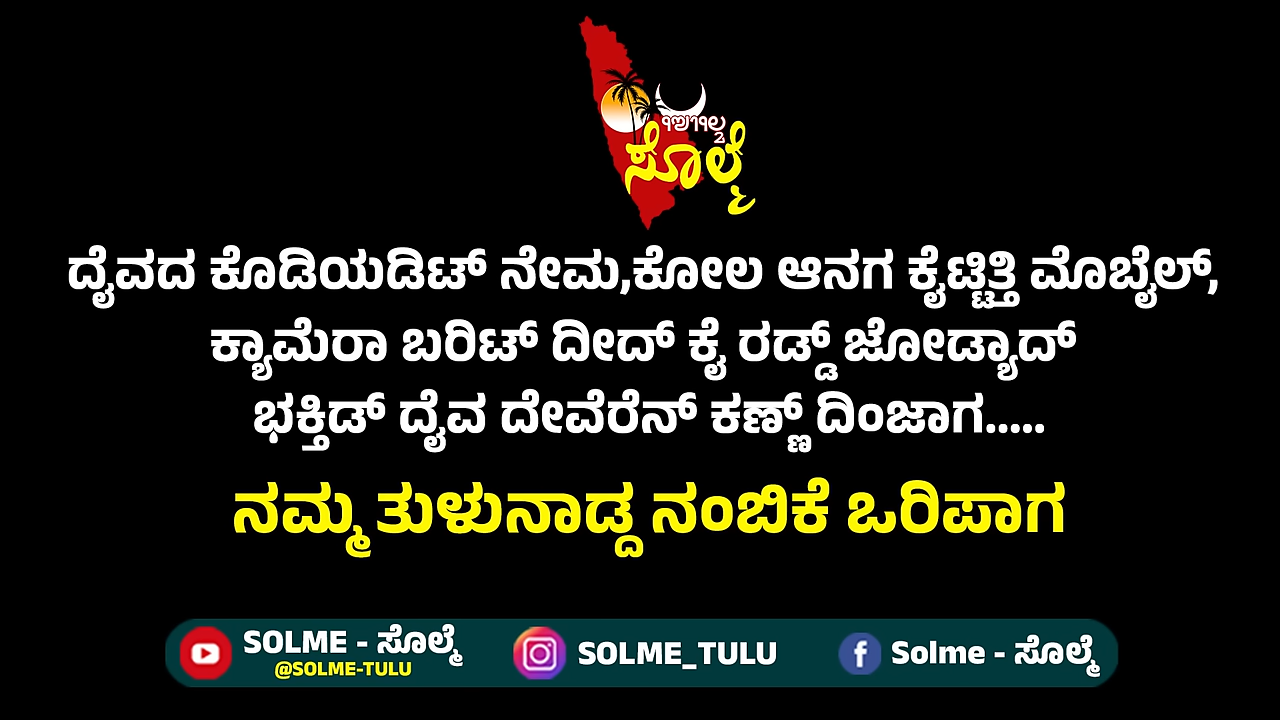 ಸೊಲ್ಮೆ
ದೈವದ ಕೊಡಿಯಡಿಟ್ ನೇಮ,ಕೋಲ ಆನಗ ಕೈಟ್ಟಿತ್ತಿ ಮೊಬೈಲ್,
ಕ್ಯಾಮೆರಾ ಬರಿಟ್ ದೀದ್ ಕೈ ರಡ್ಡ್ ಜೋಡ್ಯಾದ್
ಭಕ್ತಿಡ್ ದೈವ ದೇವೆರೆನ್ ಕಣ್ಣ್ ದಿಂಜಾಗ.....
ನಮ್ಮ ತುಳುನಾಡ್ದ ನಂಬಿಕೆ ಒರಿಪಾಗ
SOLME - ಸೊಲ್ಮೆ
@SOLME-TULU
SOLME_TULU
Solme - ಸೊಲ್ಮೆ